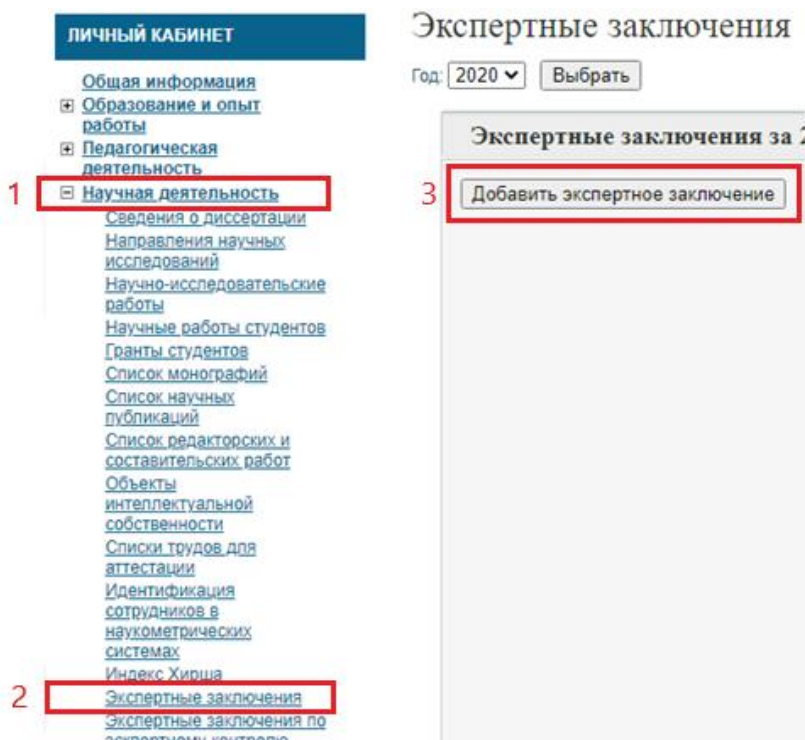 ЛИЧНЫЙ КАБИНЕТ
Общая информация
Образование и опыт
работы
Педагогическая
деятельность
1
Научная деятельность
Сведения о диссертации
Направления научных
исследований
Научно-исследовательские
работы
Научные работы студентов
Гранты студентов
Список монографий
Список научных
публикаций
Список редакторских и
составительских работ
Объекты
интеллектуальной
собственности
Списки трудов для
аттестации
Идентификация
сотрудников в
наукометрических
системах
Индекс Хирша
2
Экспертные заключения
Экспертные заключения по
экспортному контролю
Экспертные заключения
Год: 2020 Выбрать
Экспертные заключения за 2
3
Добавить экспертное заключение